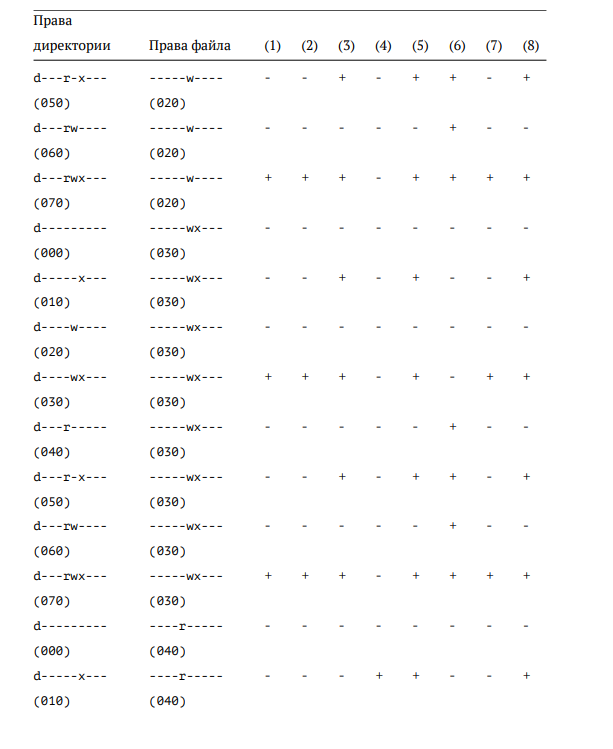 Права
директории Права файла (1) (2) (3) (4) (5) (6) (7) (8)
d---r-x--- -----w---- - - + - + + - +
(050) (020)
d---rw---- -----w---- - - - - - + - -
(060) (020)
d---rwx--- -----w---- + + + - + + + +
(070) (020)
d--------- -----wx--- - - - - - - - -
(000) (030)
d-----x--- -----wx--- - - + - + - - +
(010) (030)
d----w---- -----wx--- - - - - - - - -
(020) (030)
d----wx--- -----wx--- + + + - + - + +
(030) (030)
d---r----- -----wx--- - - - - - + - -
(040) (030)
d---r-x--- -----wx--- - - + - + + - +
(050) (030)
d---rw---- -----wx--- - - - - - + - -
(060) (030)
d---rwx--- -----wx--- + + + - + + + +
(070) (030)
d--------- ----r----- - - - - - - - -
(000) (040)
d-----x--- ----r----- - - - + + - - +
(010) (040)